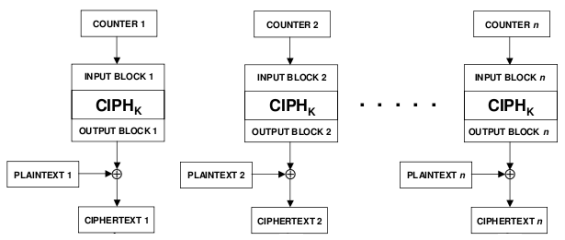 COUNTER 1
INPUT BLOCK 1
CIPHK
OUTPUT BLOCK 1
PLAINTEXT 1
CIPHERTEXT 1
COUNTER 2
INPUT BLOCK 2
CIPHK
OUTPUT BLOCK 2
PLAINTEXT 2
CIPHERTEXT 2
. . . . .
COUNTER n
INPUT BLOCK n
CIPHK
OUTPUT BLOCK n
PLAINTEXT n
CIPHERTEXT n